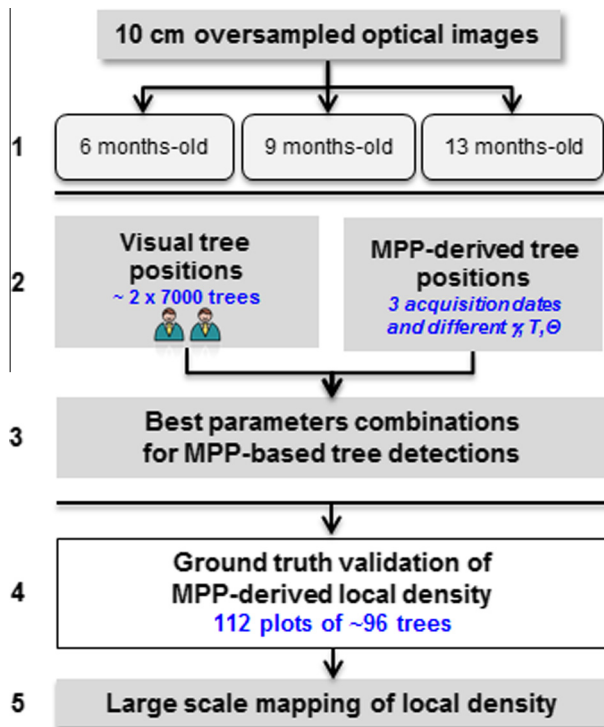 10 cm oversampled optical images
1
6 months-old
9 months-old
13 months-old
2
Visual tree
positions
~ 2 x 7000 trees
MPP-derived tree
positions
3 acquisition dates
and different γ, T, Θ
3
Best parameters combinations
for MPP-based tree detections
4
Ground truth validation of
MPP-derived local density
112 plots of ~96 trees
5
Large scale mapping of local density